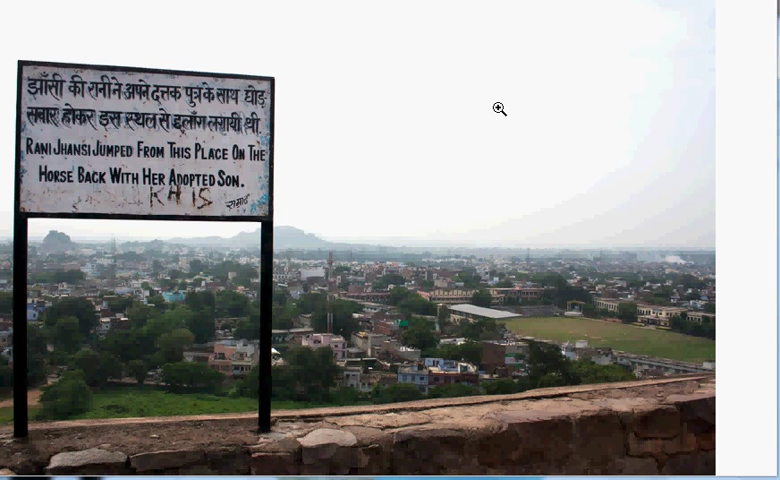 झाँसी की रानी ने अपने दत्तक पुत्र के साथ घोड़े
सवार होकर इस स्थल से छलाँग लगायी थी
RANI JHANSI JUMPED FROM THIS PLACE ON THE
HORSE BACK WITH HER ADOPTED SON.